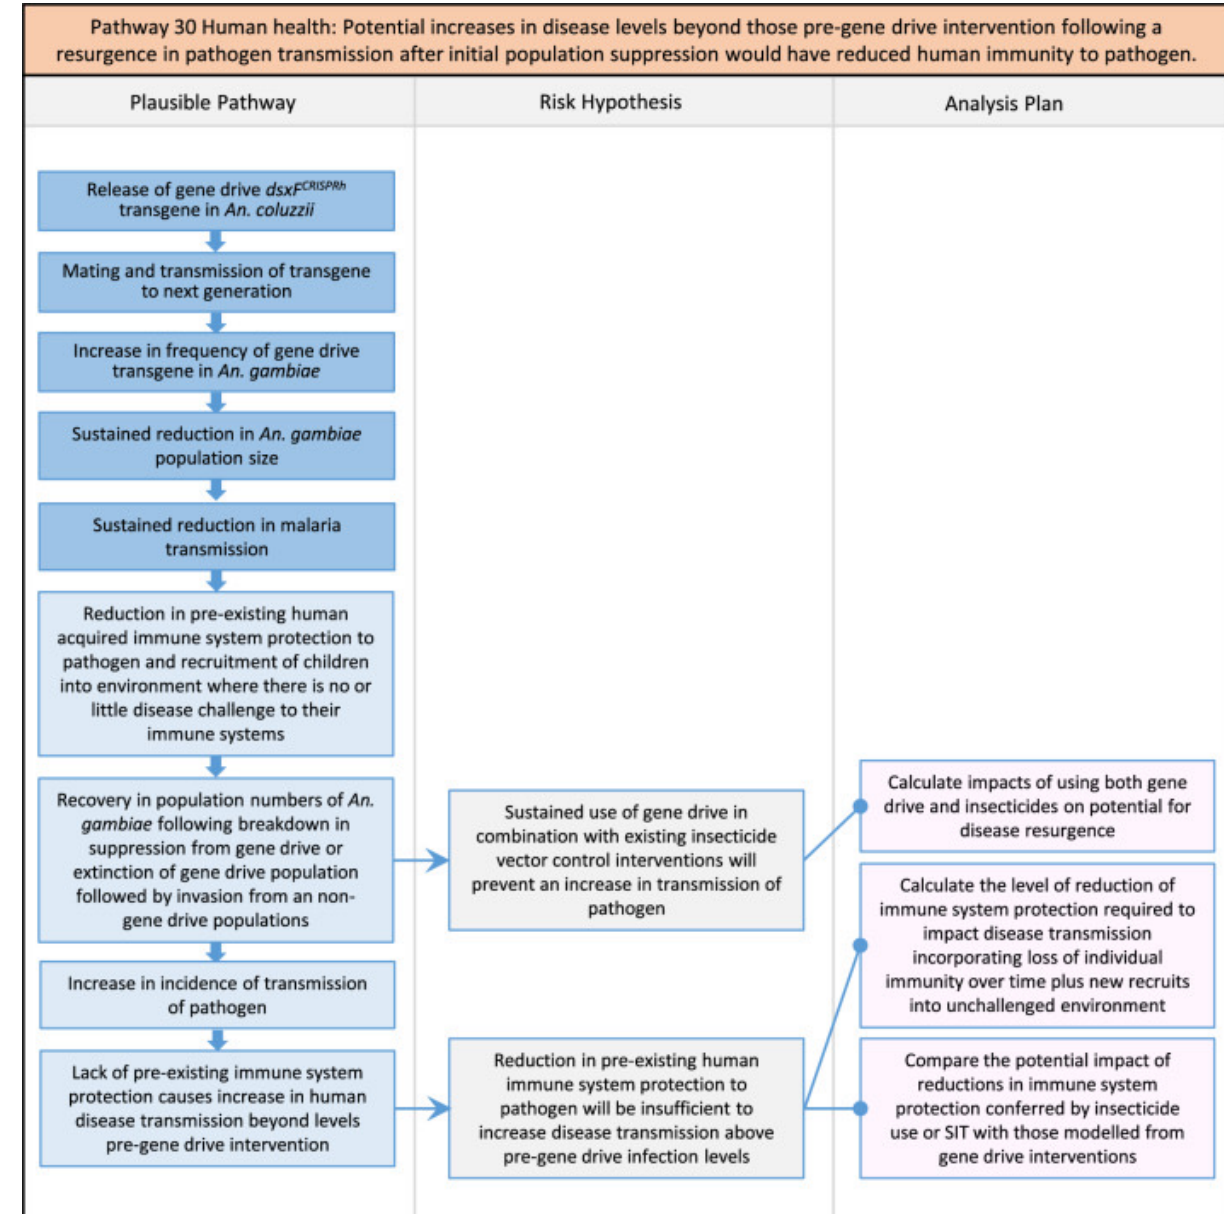 Pathway 30 Human health: Potential increases in disease levels beyond those pre-gene drive intervention following a
resurgence in pathogen transmission after initial population suppression would have reduced human immunity to pathogen.
Plausible Pathway
Risk Hypothesis
Analysis Plan
Release of gene drive dsxF^CRISPRh
transgene in An. coluzzii
Mating and transmission of transgene
to next generation
Increase in frequency of gene drive
transgene in An. gambiae
Sustained reduction in An. gambiae
population size
Sustained reduction in malaria
transmission
Reduction in pre-existing human
acquired immune system protection to
pathogen and recruitment of children
into environment where there is no or
little disease challenge to their
immune systems
Recovery in population numbers of An.
gambiae following breakdown in
suppression from gene drive or
extinction of gene drive population
followed by invasion from an non-
gene drive populations
Increase in incidence of transmission
of pathogen
Lack of pre-existing immune system
protection causes increase in human
disease transmission beyond levels
pre-gene drive intervention
Sustained use of gene drive in
combination with existing insecticide
vector control interventions will
prevent an increase in transmission of
pathogen
Reduction in pre-existing human
immune system protection to
pathogen will be insufficient to
increase disease transmission above
pre-gene drive infection levels
Calculate impacts of using both gene
drive and insecticides on potential for
disease resurgence
Calculate the level of reduction of
immune system protection required to
impact disease transmission
incorporating loss of individual
immunity over time plus new recruits
into unchallenged environment
Compare the potential impact of
reductions in immune system
protection conferred by insecticide
use or SIT with those modelled from
gene drive interventions